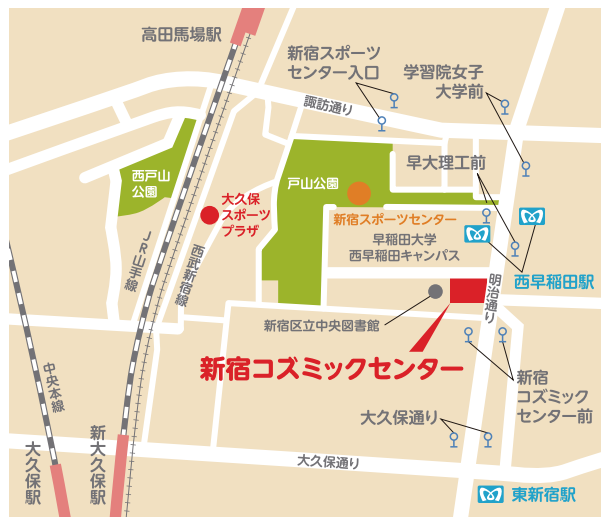 高田馬場駅
新宿スポーツ
センター入口
学習院女子
大学前
諏訪通り
早大理工前
西戸山
公園
戸山公園
大久保
スポーツ
プラザ
新宿スポーツセンター
早稲田大学
西早稲田キャンパス
西早稲田駅
JR山手線
西武新宿線
明治通り
新宿区立中央図書館
新宿コズミックセンター
新宿
コズミック
センター前
中央本線
大久保通り
大久保駅
新大久保駅
大久保通り
東新宿駅